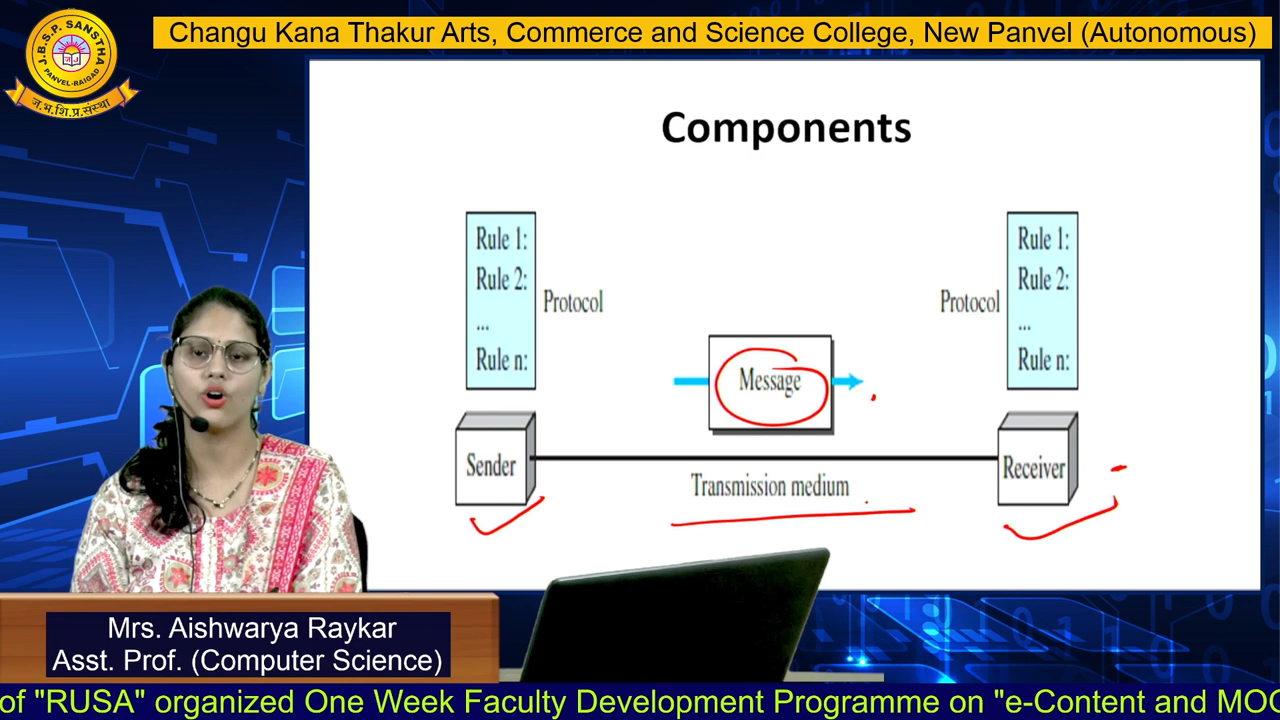 J.B.S.P. SANSTHA
PANVEL-RAIGAD
ज.भ.शि.प्र.संस्था
Changu Kana Thakur Arts, Commerce and Science College, New Panvel (Autonomous)
Components
Rule 1:
Rule 2:
...
Rule n:
Protocol
Protocol
Rule 1:
Rule 2:
...
Rule n:
Message
Sender
Transmission medium
Receiver
Mrs. Aishwarya Raykar
Asst. Prof. (Computer Science)
of "RUSA" organized One Week Faculty Development Programme on "e-Content and MOO